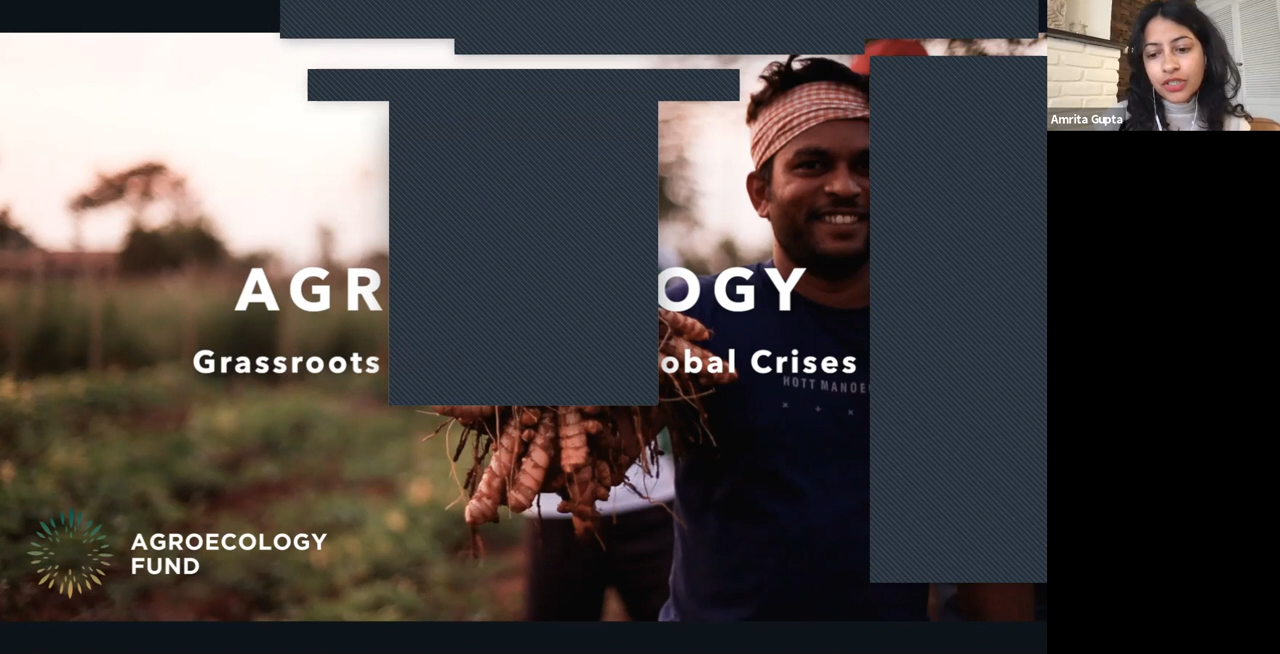 Amrita Gupta
AGR OGY
Grassroots obal Crises
HOTT MANOE
AGROECOLOGY
FUND